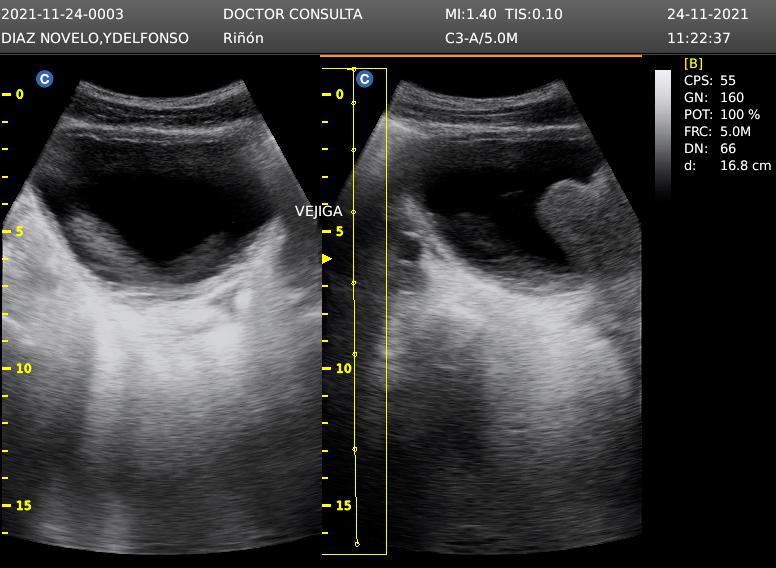 2021-11-24-0003 DOCTOR CONSULTA MI:1.40 TIS:0.10 24-11-2021
DIAZ NOVELO,YDELFONSO Riñón C3-A/5.0M 11:22:37
[B]
CPS: 55
GN: 160
POT: 100 %
FRC: 5.0M
DN: 66
d: 16.8 cm
C C
0 0
VEJIGA
5 5
10 10
15 15